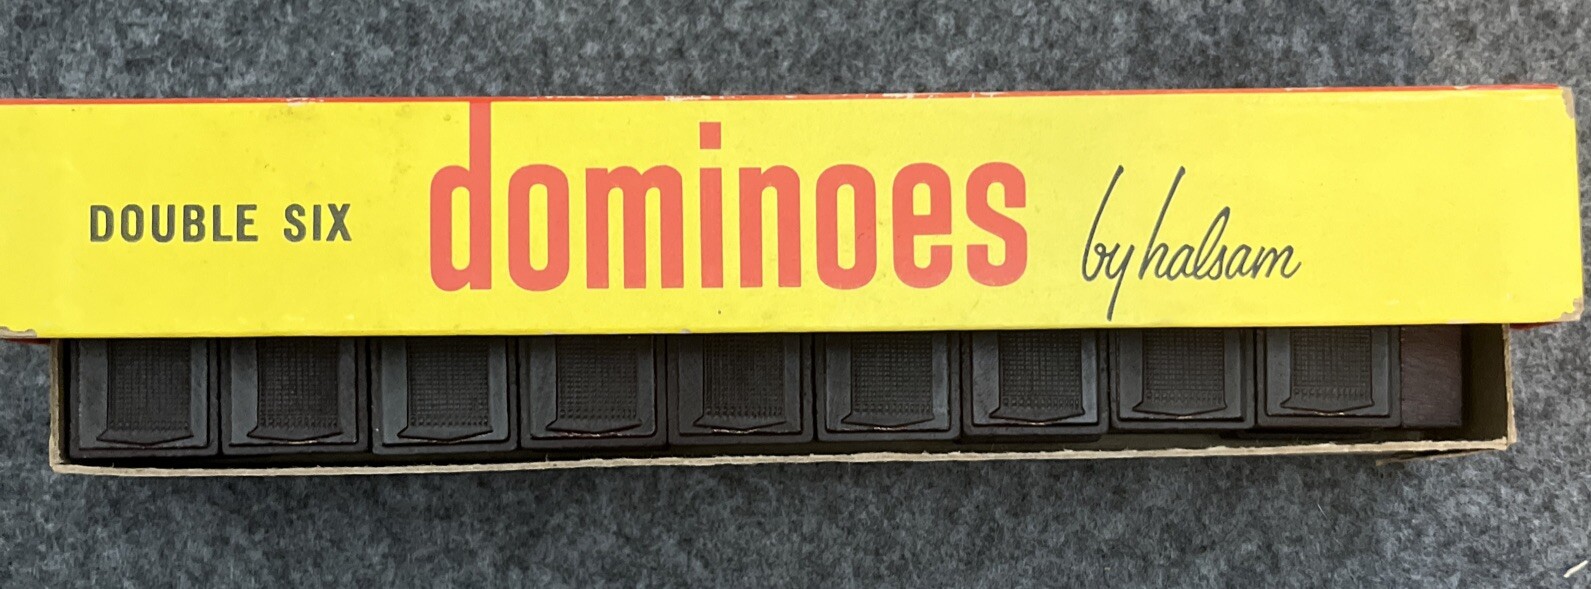 DOUBLE SIX dominoes by halsam